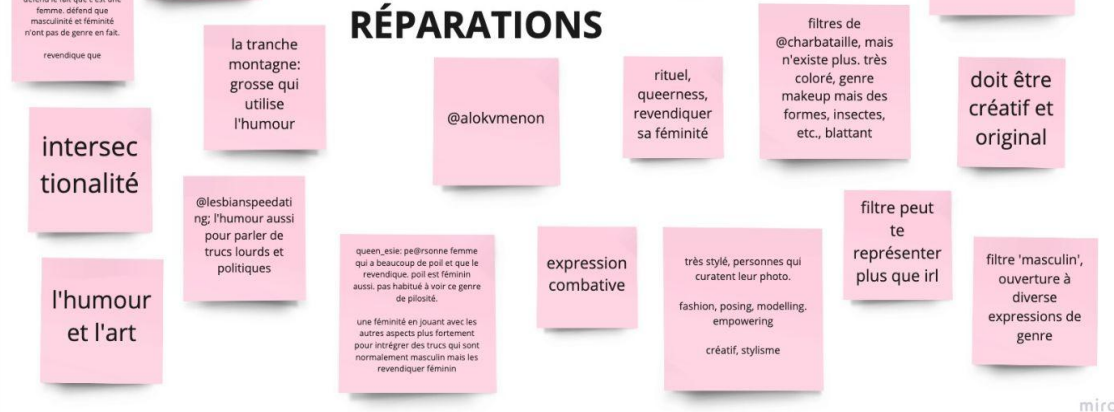 défend le fait que c'est une
femme. défend que
masculinité et féminité
n'ont pas de genre en fait.
revendique que
la tranche
montagne:
grosse qui
utilise
l'humour
RÉPARATIONS
@alokvmenon
rituel,
queerness,
revendiquer
sa féminité
filtres de
@charbataille, mais
n'existe plus. très
coloré, genre
makeup mais des
formes, insectes,
etc., blattant
doit être
créatif et
original
intersec
tionalité
@lesbianspeedati
ng; l'humour aussi
pour parler de
trucs lourds et
politiques
l'humour
et l'art
queen_esie: pe@rsonne femme
qui a beaucoup de poil et que le
revendique. poil est féminin
aussi. pas habitué à voir ce genre
de pilosité.
une féminité en jouant avec les
autres aspects plus fortement
pour intrégrer des trucs qui sont
normalement masculin mais les
revendiquer féminin
expression
combative
très stylé, personnes qui
curatent leur photo.
fashion, posing, modelling.
empowering
créatif, stylisme
filtre peut
te
représenter
plus que irl
filtre 'masculin',
ouverture à
diverse
expressions de
genre